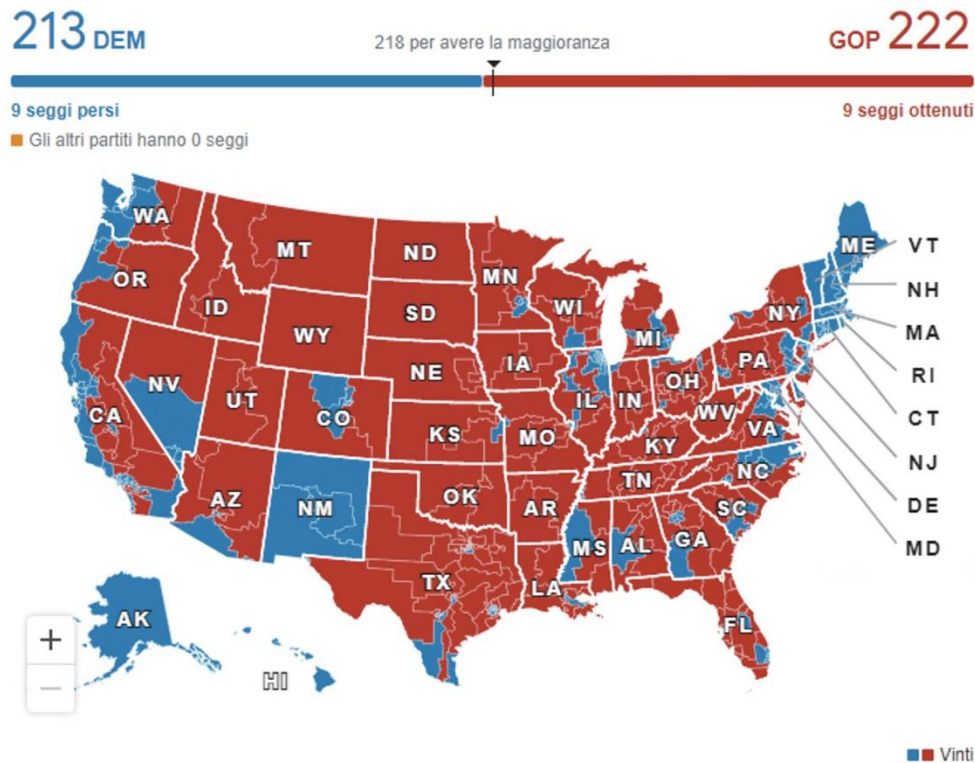 213 DEM
218 per avere la maggioranza
GOP 222
9 seggi persi
9 seggi ottenuti
Gli altri partiti hanno 0 seggi
WA
MT
ND
MN
ME
VT
OR
ID
SD
WI
NH
WY
MI
NY
MA
NV
NE
IA
PA
RI
UT
CO
IL
IN
OH
CT
CA
KS
MO
WV
VA
KY
NJ
AZ
NM
OK
TN
NC
AR
SC
DE
MS
AL
GA
MD
TX
LA
AK
FL
+
HI
−
Vinti